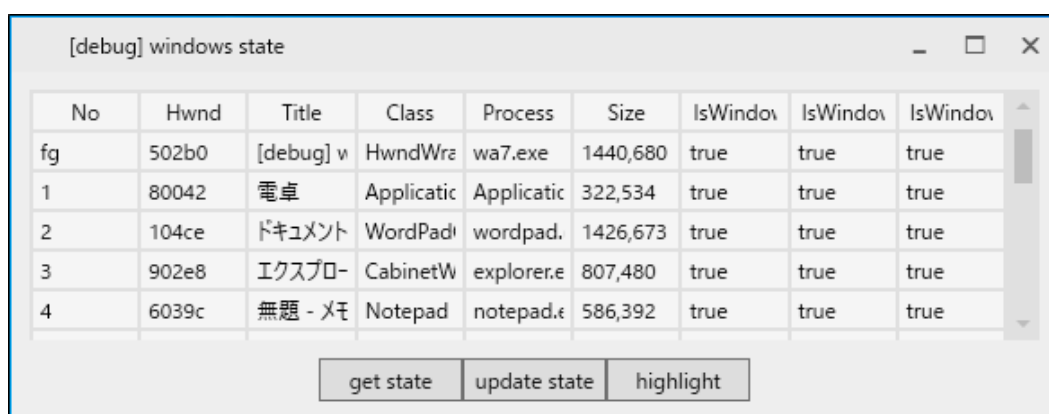 [debug] windows state
No Hwnd Title Class Process Size IsWindov IsWindov IsWindov
fg 502b0 [debug] w HwndWra wa7.exe 1440,680 true true true
1 80042 電卓 Applicatic Applicatic 322,534 true true true
2 104ce ドキュメント WordPad( wordpad. 1426,673 true true true
3 902e8 エクスプロー CabinetW explorer.e 807,480 true true true
4 6039c 無題 - メモ Notepad notepad.e 586,392 true true true
get state update state highlight